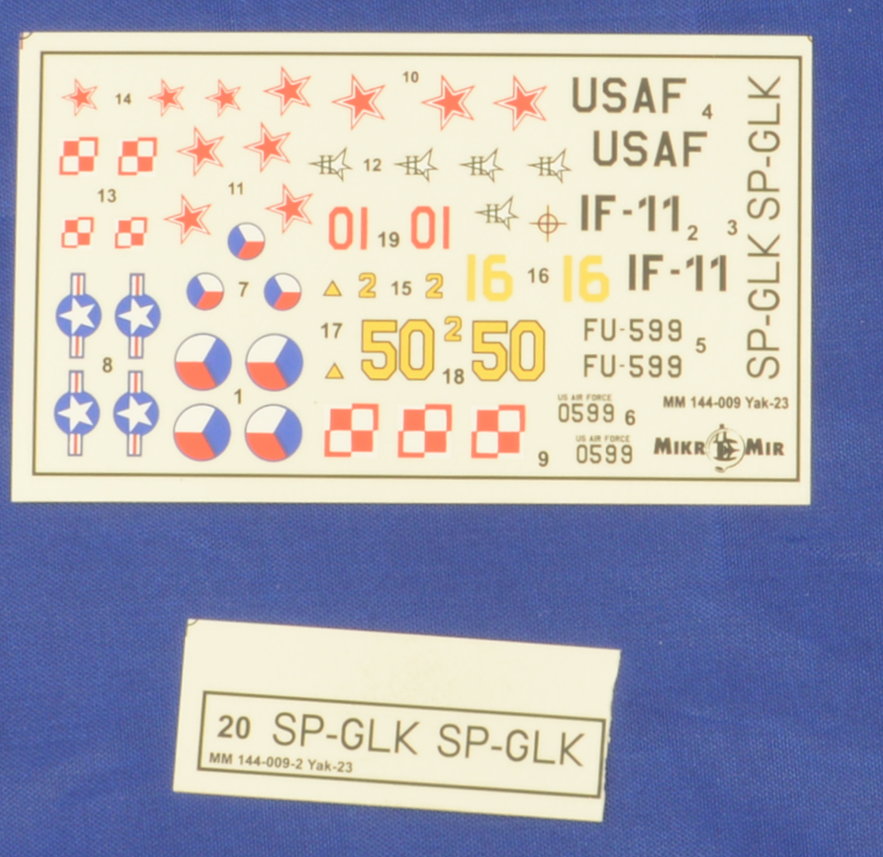 14
10
USAF
4
USAF
SP-GLK SP-GLK
3
12
13
11
01 19 01
IF-11
2
IF-11
7
2 15 2
16 16 16
17
50 2 50
18
FU-599
FU-599
5
8
1
US AIR FORCE
0599 6
US AIR FORCE
0599
9
MM 144-009 Yak-23
MIKR MIR
20 SP-GLK SP-GLK
MM 144-009-2 Yak-23